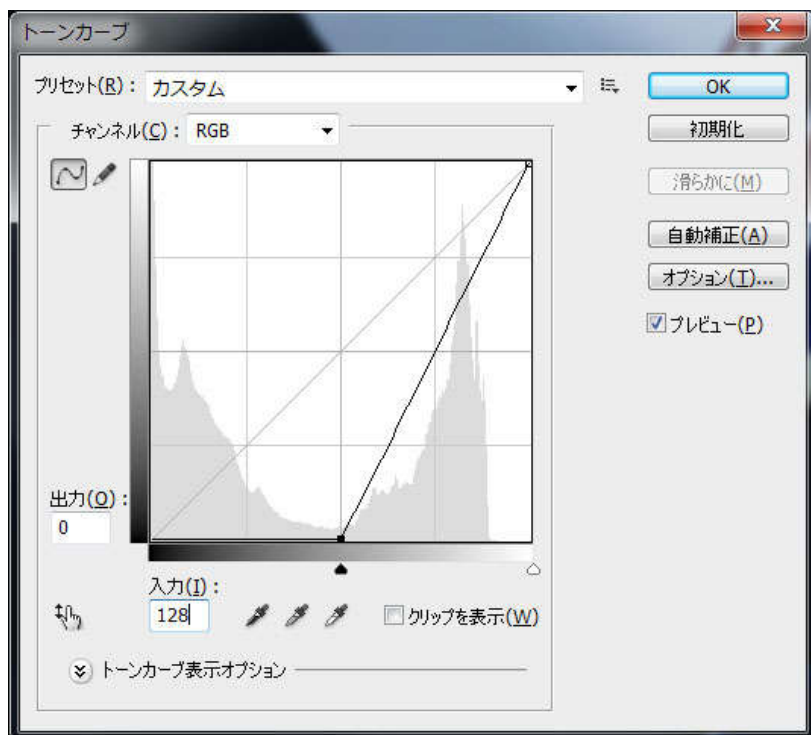 トーンカーブ
プリセット(R): カスタム
OK
チャンネル(C): RGB
初期化
滑らかに(M)
自動補正(A)
オプション(T)...
プレビュー(P)
出力(O):
0
入力(I):
128
クリップを表示(W)
トーンカーブ表示オプション